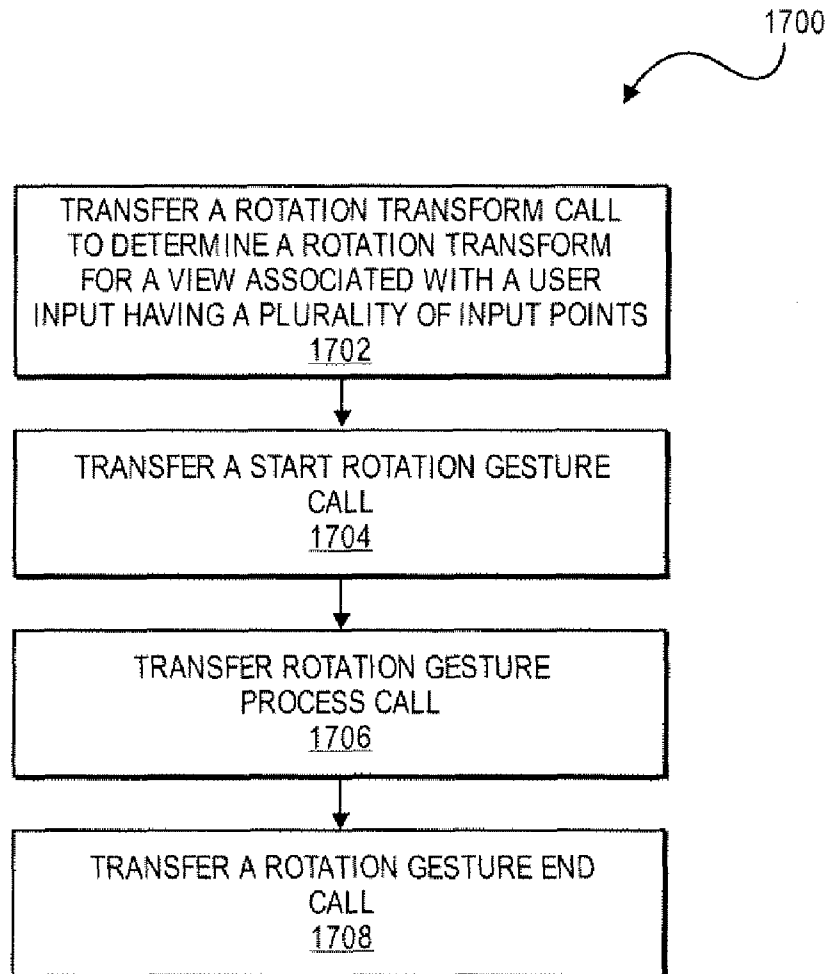 1700
TRANSFER A ROTATION TRANSFORM CALL
TO DETERMINE A ROTATION TRANSFORM
FOR A VIEW ASSOCIATED WITH A USER
INPUT HAVING A PLURALITY OF INPUT POINTS
1702
TRANSFER A START ROTATION GESTURE
CALL
1704
TRANSFER ROTATION GESTURE
PROCESS CALL
1706
TRANSFER A ROTATION GESTURE END
CALL
1708